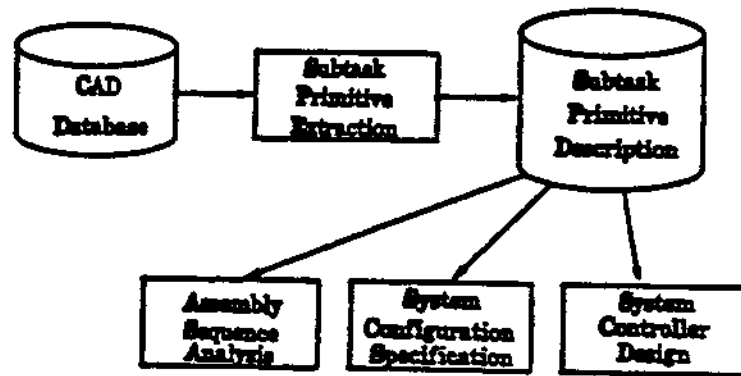 CAD
Database
Subtask
Primitive
Extraction
Subtask
Primitive
Description
Assembly
Sequence
Analysis
System
Configuration
Specification
System
Controller
Design